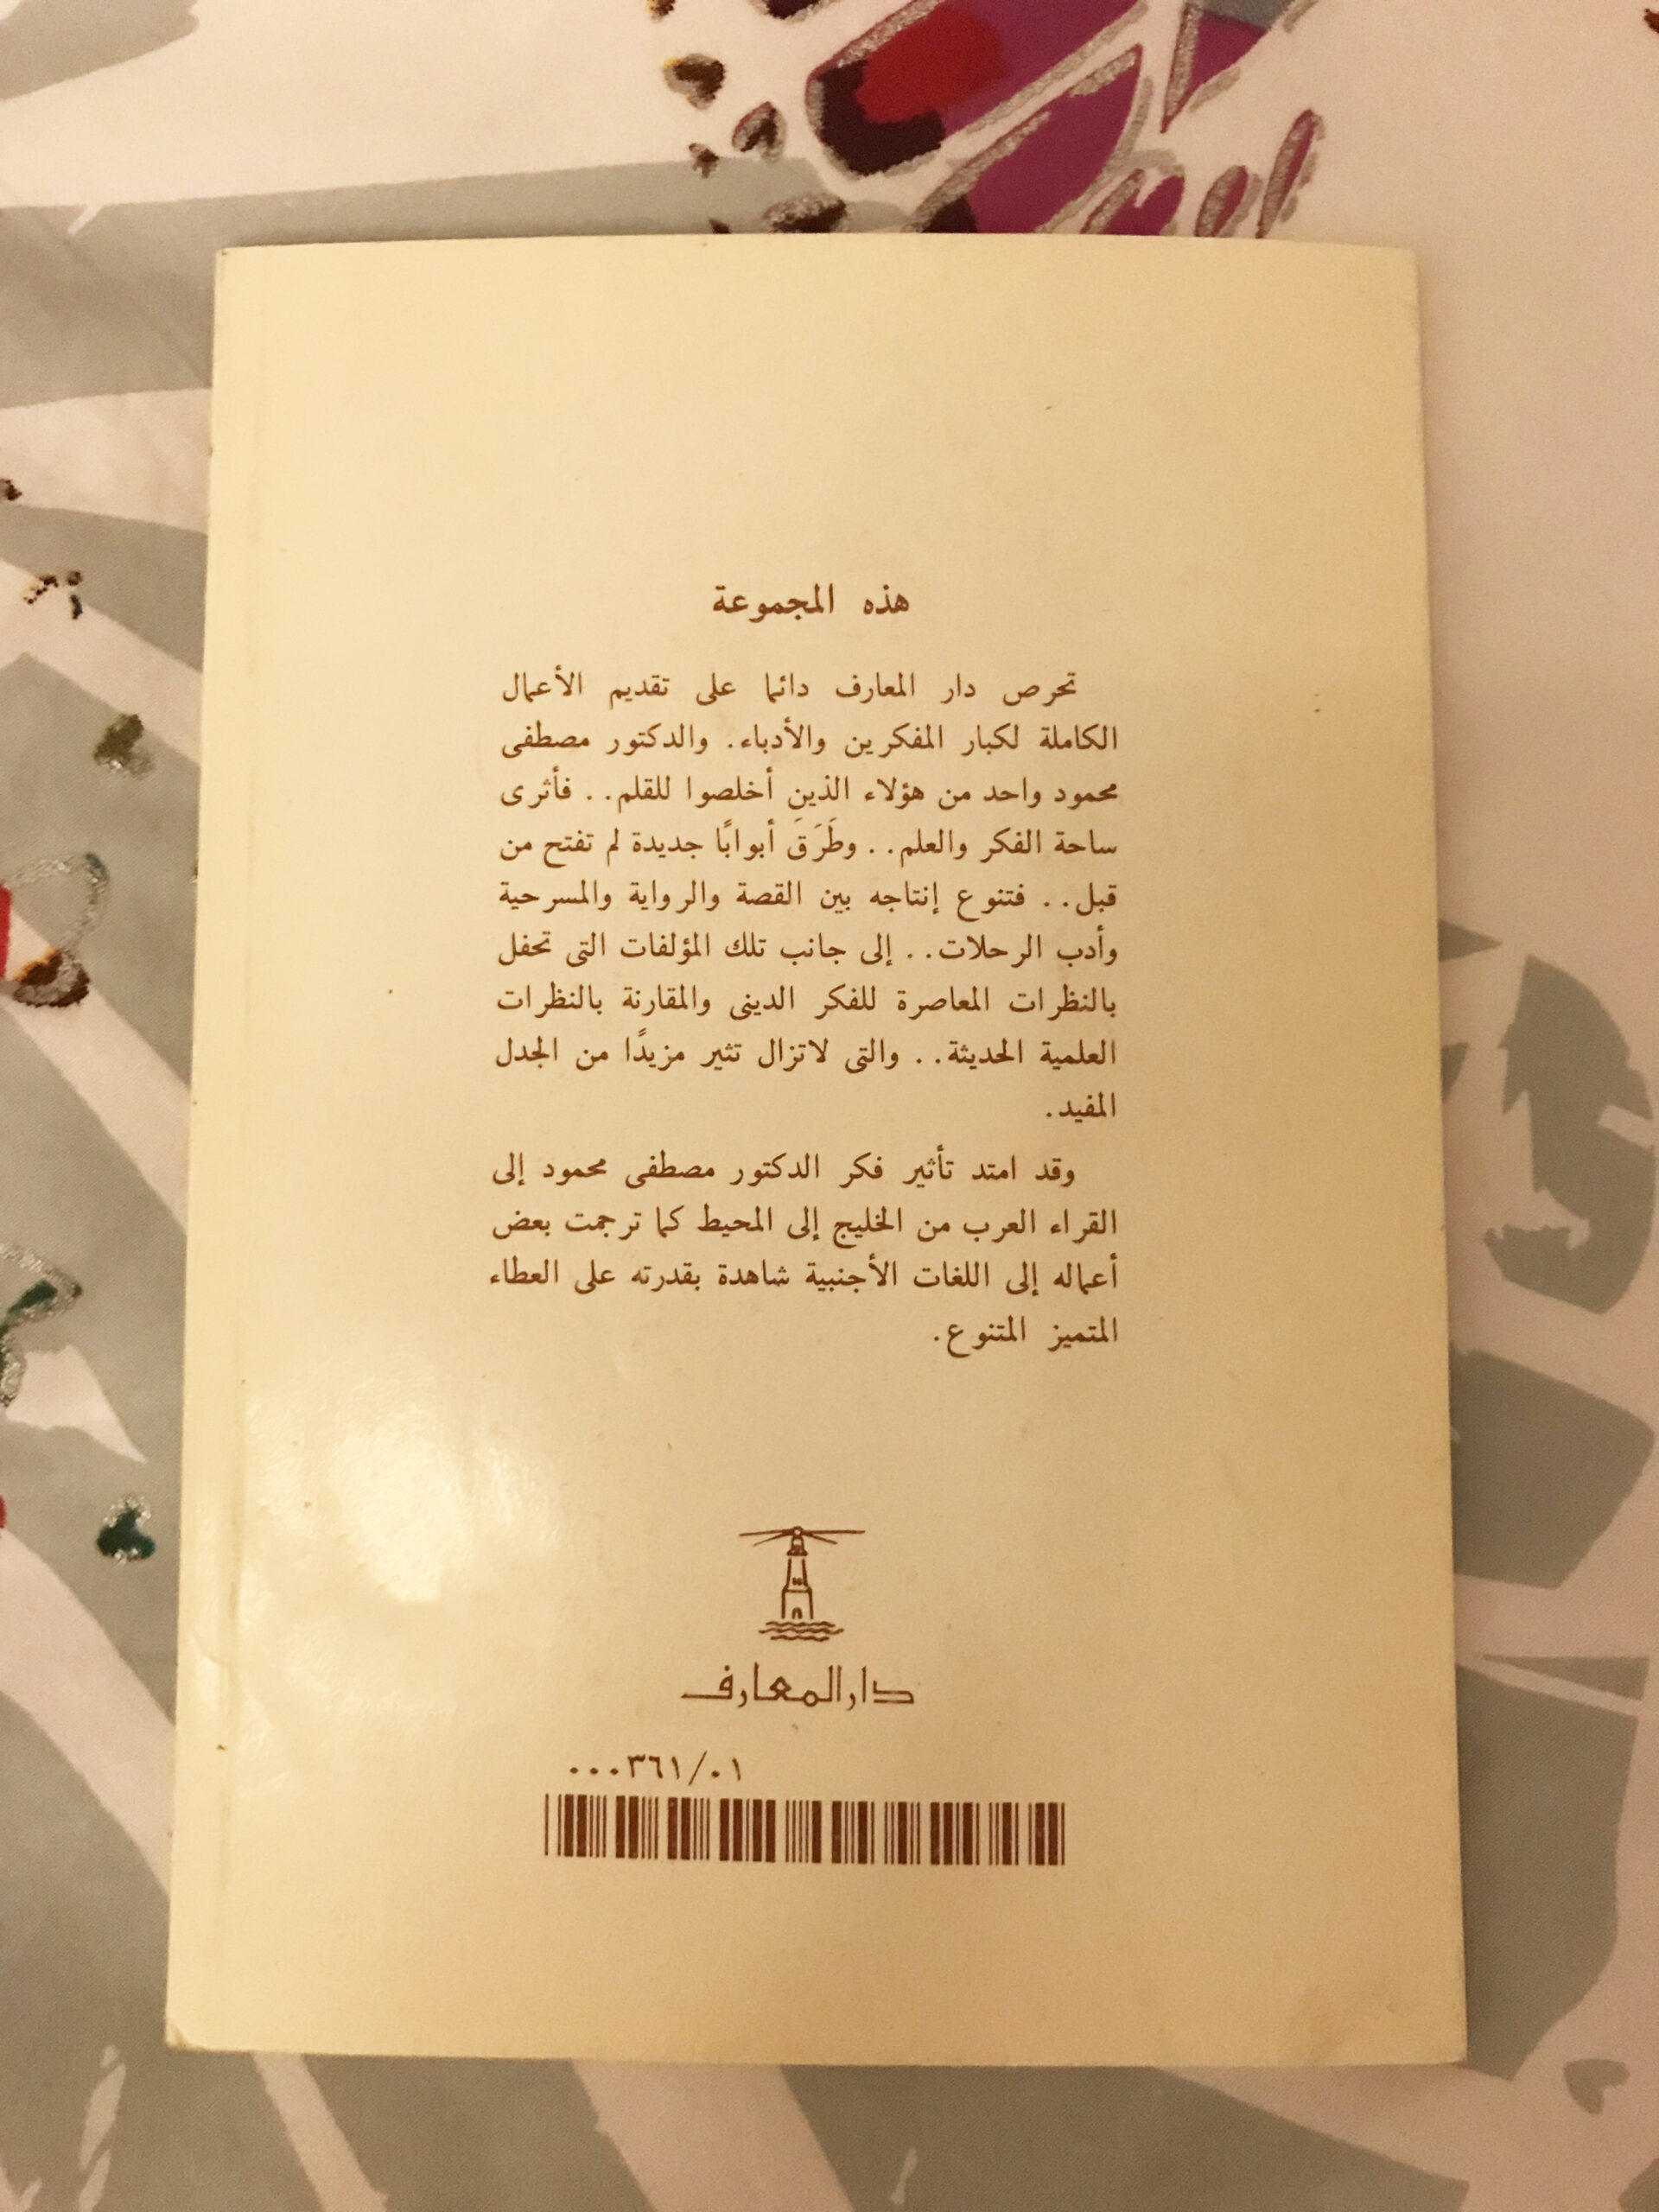 هذه المجموعة
تحرص دار المعارف دائما على تقديم الأعمال
الكاملة لكبار المفكرين والأدباء. والدكتور مصطفى
محمود واحد من هؤلاء الذين أخلصوا للقلم.. فأثرى
ساحة الفكر والعلم.. وطَرَقَ أبوابًا جديدة لم تفتح من
قبل.. فتنوع إنتاجه بين القصة والرواية والمسرحية
وأدب الرحلات.. إلى جانب تلك المؤلفات التى تحفل
بالنظرات المعاصرة للفكر الدينى والمقارنة بالنظرات
العلمية الحديثة.. والتى لاتزال تثير مزيدًا من الجدل
المفيد.
وقد امتد تأثير فكر الدكتور مصطفى محمود إلى
القراء العرب من الخليج إلى المحيط كما ترجمت بعض
أعماله إلى اللغات الأجنبية شاهدة بقدرته على العطاء
المتميز المتنوع.
دار المعارف
٠٠٠٣٦١/٠١